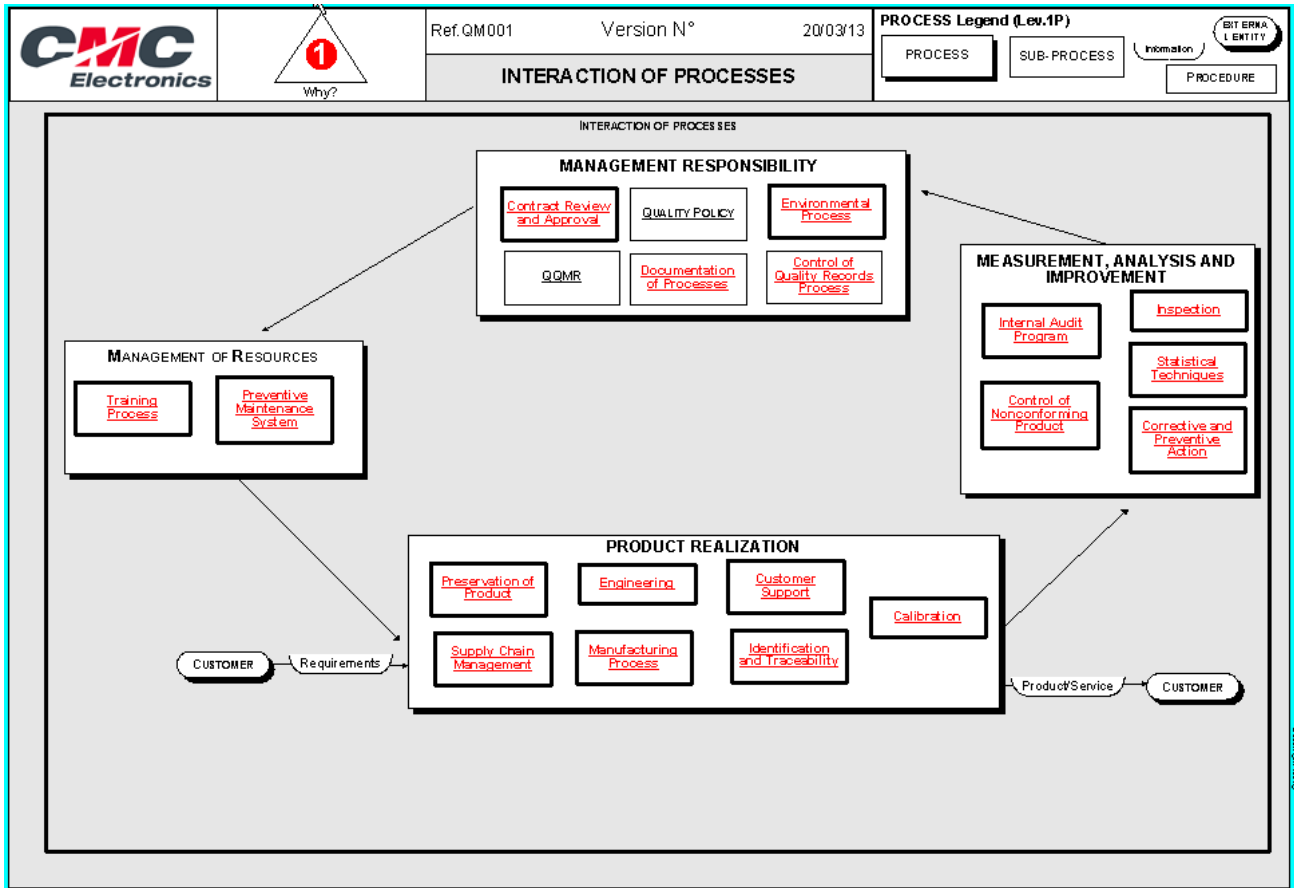 CMC
Electronics
1
Why?
Ref.QM001
Version N°
20/03/13
INTERACTION OF PROCESSES
PROCESS Legend (Lev.1P)
PROCESS
SUB-PROCESS
Information
EXTERNA
L ENTITY
PROCEDURE
INTERACTION OF PROCESSES
MANAGEMENT RESPONSIBILITY
Contract Review
and Approval
QUALITY POLICY
Environmental
Process
QQMR
Documentation
of Processes
Control of
Quality Records
Process
MEASUREMENT, ANALYSIS AND
IMPROVEMENT
Internal Audit
Program
Inspection
Statistical
Techniques
Control of
Nonconforming
Product
Corrective and
Preventive
Action
MANAGEMENT OF RESOURCES
Training
Process
Preventive
Maintenance
System
PRODUCT REALIZATION
Preservation of
Product
Engineering
Customer
Support
Calibration
Supply Chain
Management
Manufacturing
Process
Identification
and Traceability
CUSTOMER
Requirements
Product/Service
CUSTOMER